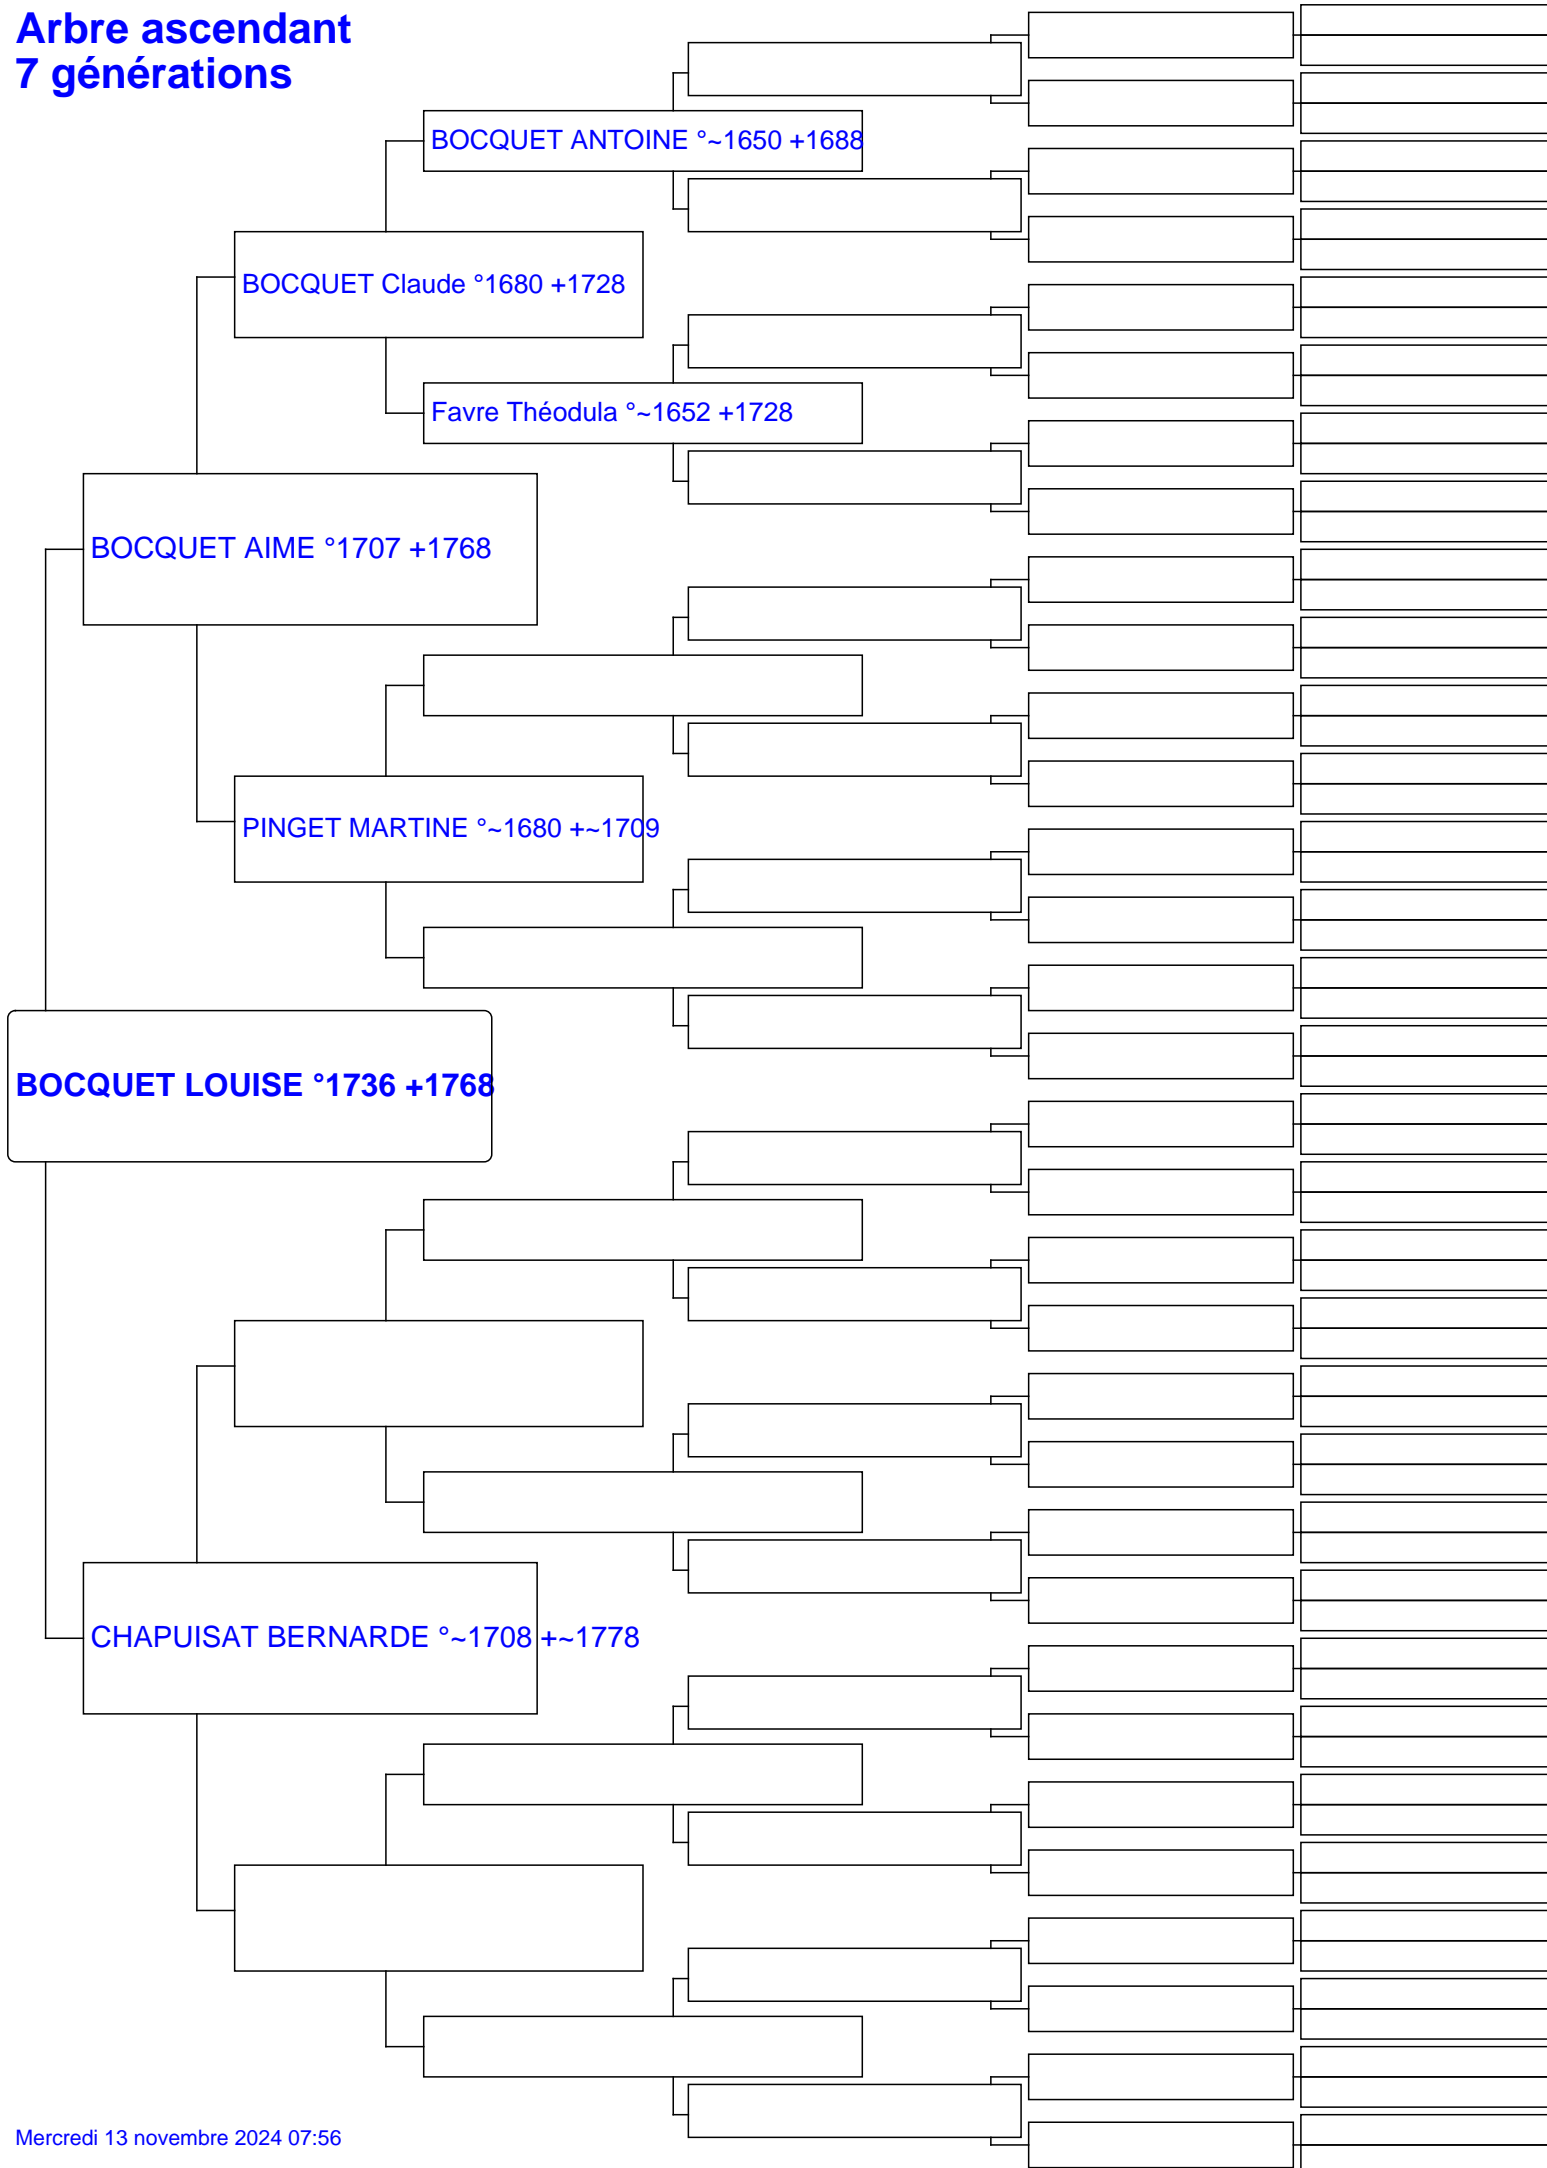 Arbre ascendant
7 générations
BOCQUET ANTOINE °~1650 +1688
BOCQUET Claude °1680 +1728
Favre Théodula °~1652 +1728
BOCQUET AIME °1707 +1768
PINGET MARTINE °~1680 +~1709
BOCQUET LOUISE °1736 +1768
CHAPUISAT BERNARDE °~1708 +~1778
Mercredi 13 novembre 2024 07:56